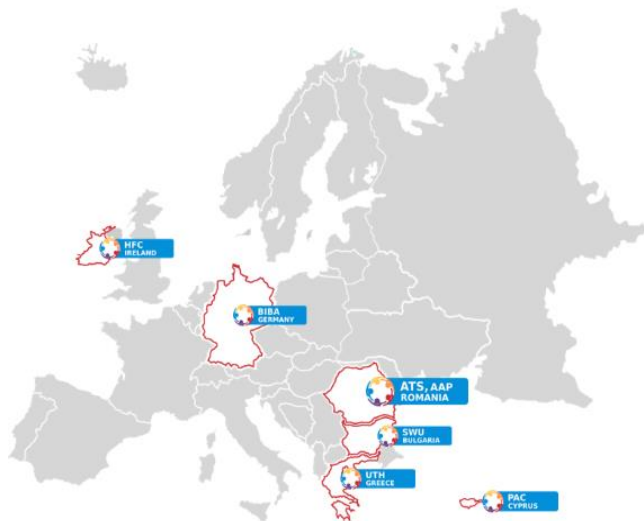 HFC
IRELAND
BIBA
GERMANY
ATS, AAP
ROMANIA
SWU
BULGARIA
UTH
GREECE
PAC
CYPRUS